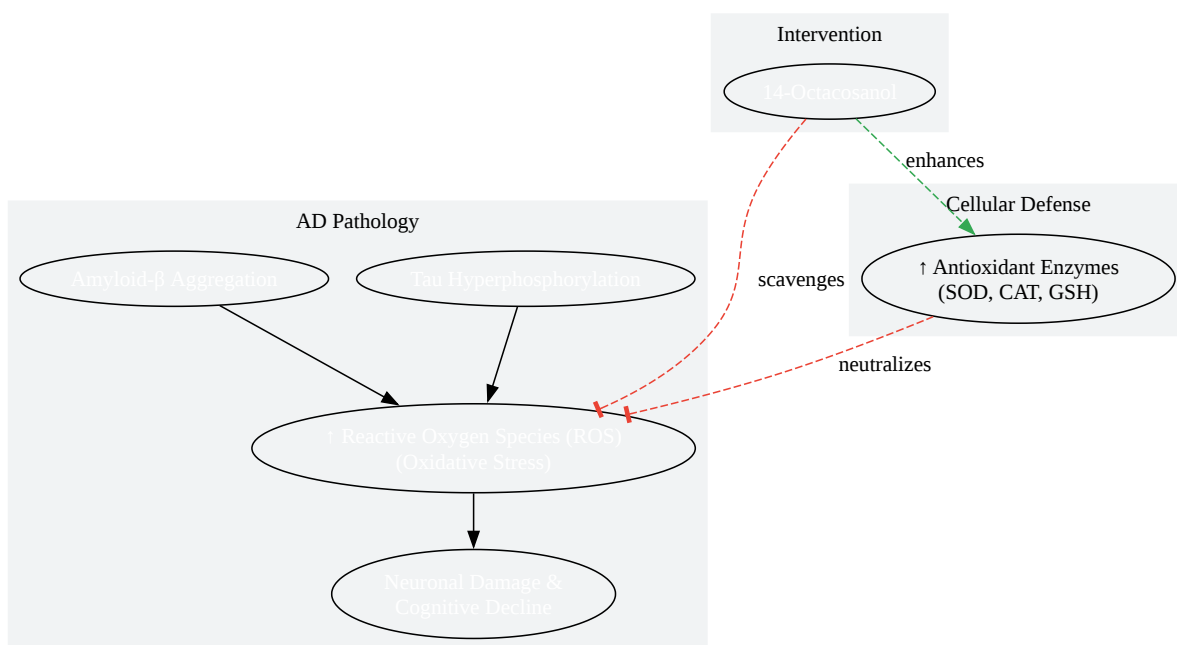 Intervention
14-Octacosanol
enhances
Cellular Defense
AD Pathology
Amyloid-β Aggregation
Tau Hyperphosphorylation
scavenges
↑ Antioxidant Enzymes
(SOD, CAT, GSH)
neutralizes
↑ Reactive Oxygen Species (ROS)
(Oxidative Stress)
Neuronal Damage &
Cognitive Decline